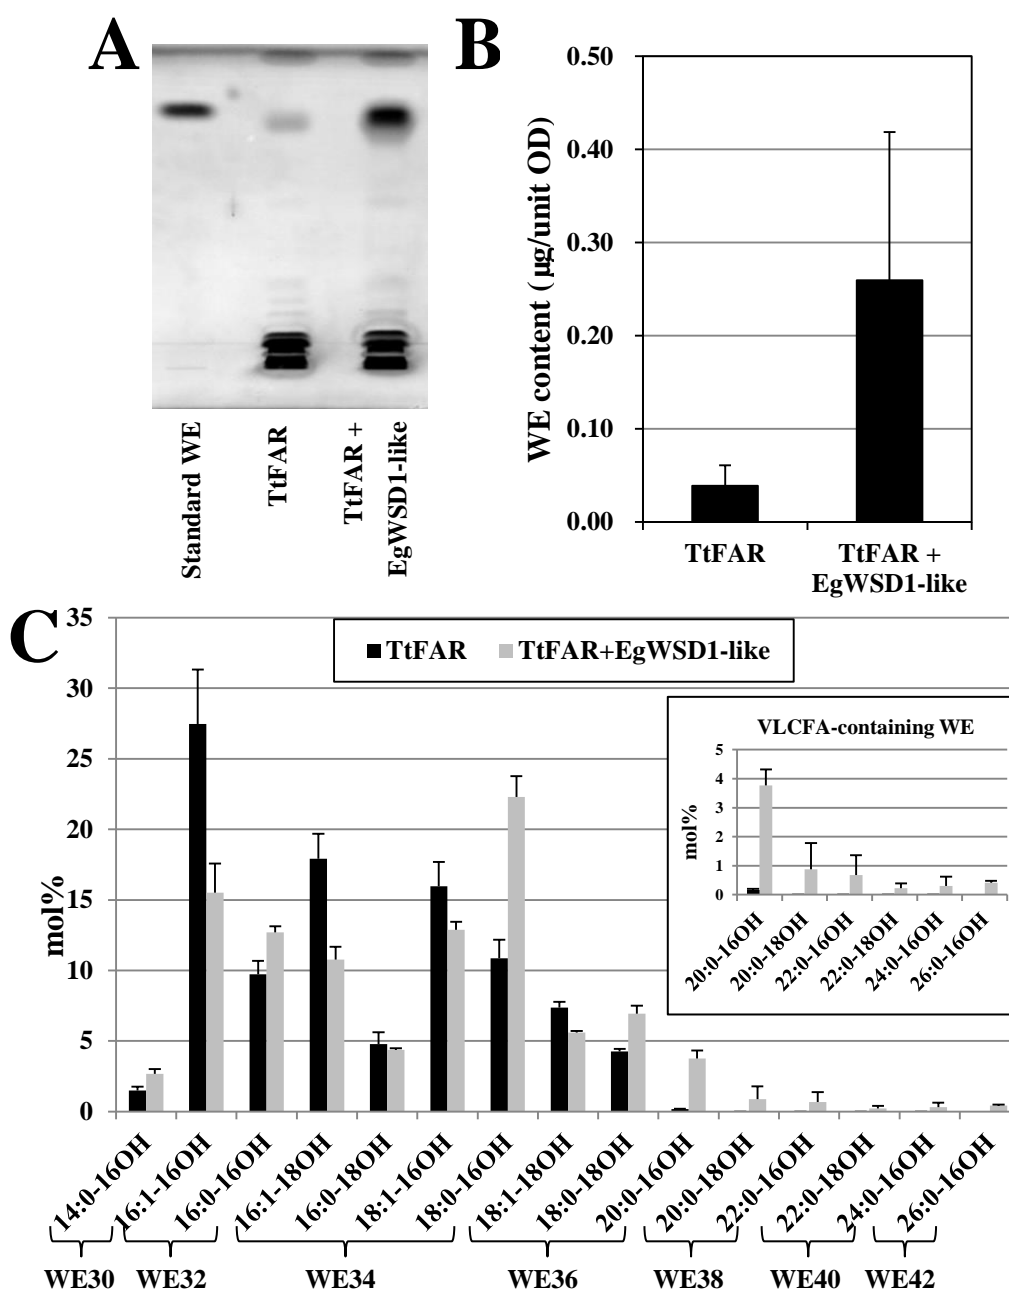 A
Standard WE
TtFAR
TtFAR +
EgWSD1-like
B
WE content ( µg/unit OD)
0.50
0.40
0.30
0.20
0.10
0.00
TtFAR
TtFAR +
EgWSD1-like
C
mol%
35
30
25
20
15
10
5
0
TtFAR
TtFAR+EgWSD1-like
VLCFA-containing WE
mol%
5
4
3
2
1
0
20:0-16OH
20:0-18OH
22:0-16OH
22:0-18OH
24:0-16OH
26:0-16OH
14:0-16OH
16:1-16OH
16:0-16OH
16:1-18OH
16:0-18OH
18:1-16OH
18:0-16OH
18:1-18OH
18:0-18OH
20:0-16OH
20:0-18OH
22:0-16OH
22:0-18OH
24:0-16OH
26:0-16OH
WE30
WE32
WE34
WE36
WE38
WE40
WE42